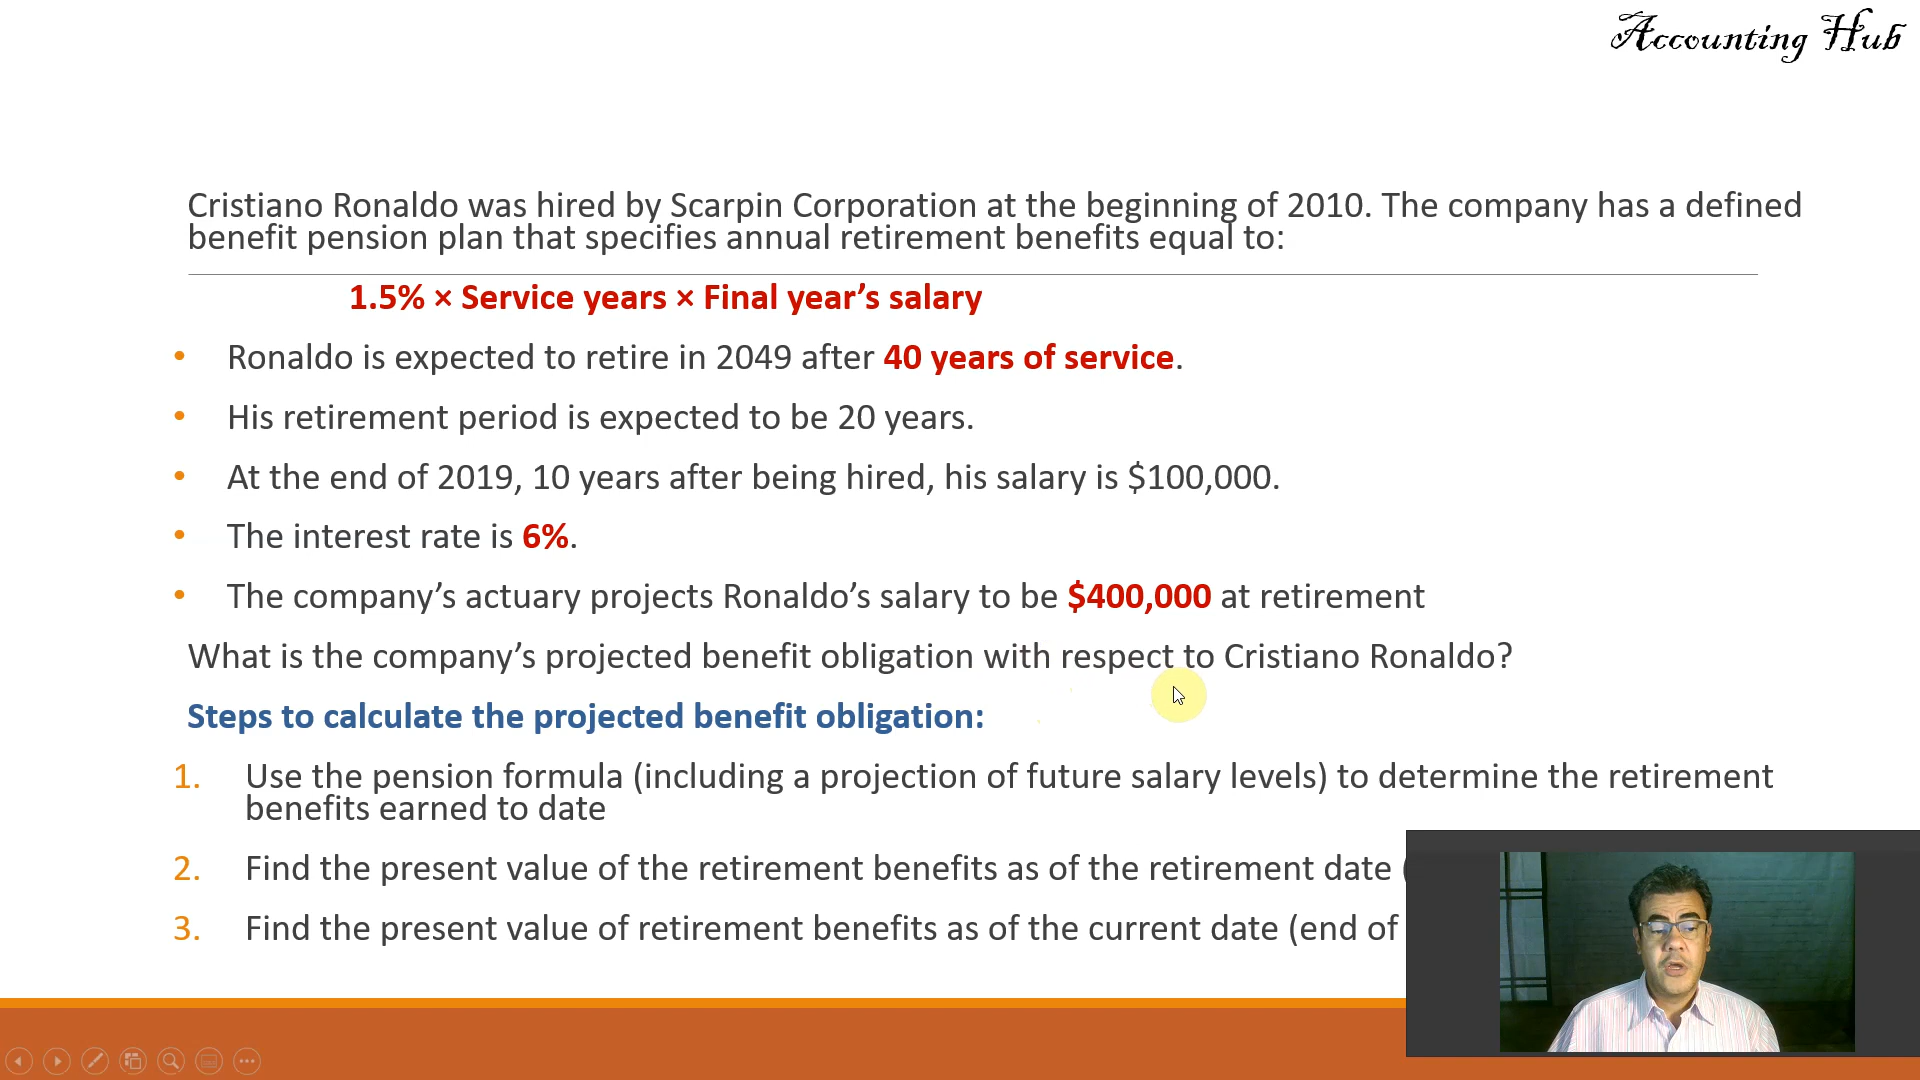 Accounting Hub
Cristiano Ronaldo was hired by Scarpin Corporation at the beginning of 2010. The company has a defined
benefit pension plan that specifies annual retirement benefits equal to:
1.5% × Service years × Final year’s salary
• Ronaldo is expected to retire in 2049 after 40 years of service.
• His retirement period is expected to be 20 years.
• At the end of 2019, 10 years after being hired, his salary is $100,000.
• The interest rate is 6%.
• The company’s actuary projects Ronaldo’s salary to be $400,000 at retirement
What is the company’s projected benefit obligation with respect to Cristiano Ronaldo?
Steps to calculate the projected benefit obligation:
1. Use the pension formula (including a projection of future salary levels) to determine the retirement
benefits earned to date
2. Find the present value of the retirement benefits as of the retirement date (
3. Find the present value of retirement benefits as of the current date (end of